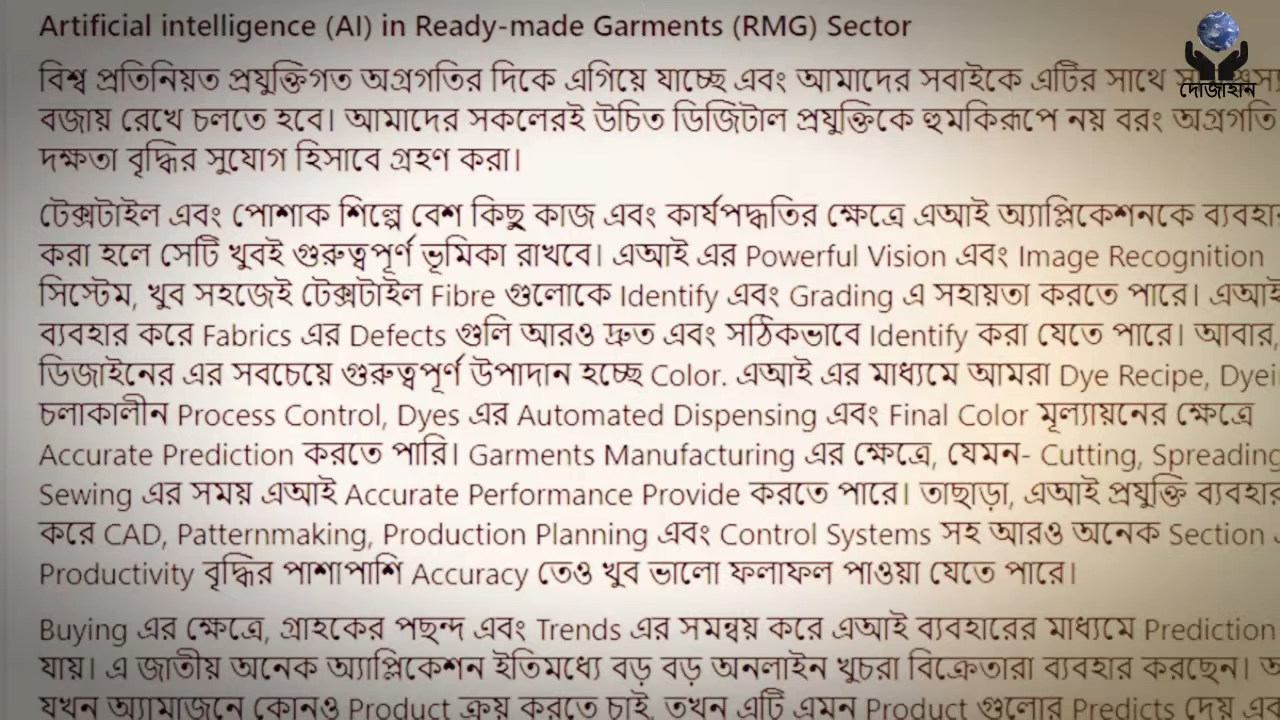 Artificial intelligence (AI) in Ready-made Garments (RMG) Sector
বিশ্ব প্রতিনিয়ত প্রযুক্তিগত অগ্রগতির দিকে এগিয়ে যাচ্ছে এবং আমাদের সবাইকে এটির সাথে
দোজাহান
বজায় রেখে চলতে হবে। আমাদের সকলেরই উচিত ডিজিটাল প্রযুক্তিকে হুমকিরূপে নয় বরং অগ্রগতি
দক্ষতা বৃদ্ধির সুযোগ হিসাবে গ্রহণ করা।
টেক্সটাইল এবং পোশাক শিল্পে বেশ কিছু কাজ এবং কার্যপদ্ধতির ক্ষেত্রে এআই অ্যাপ্লিকেশনকে
করা হলে সেটি খুবই গুরুত্বপূর্ণ ভূমিকা রাখবে। এআই এর Powerful Vision এবং Image Recognition
সিস্টেম, খুব সহজেই টেক্সটাইল Fibre গুলোকে Identify এবং Grading এ সহায়তা করতে পারে। এআই
ব্যবহার করে Fabrics এর Defects গুলি আরও দ্রুত এবং সঠিকভাবে Identify করা যেতে পারে। আবার,
ডিজাইনের এর সবচেয়ে গুরুত্বপূর্ণ উপাদান হচ্ছে Color. এআই এর মাধ্যমে আমরা Dye Recipe,
চলাকালীন Process Control, Dyes এর Automated Dispensing এবং Final Color মূল্যায়নের ক্ষেত্রে
Accurate Prediction করতে পারি। Garments Manufacturing এর ক্ষেত্রে, যেমন- Cutting, Spreading
Sewing এর সময় এআই Accurate Performance Provide করতে পারে। তাছাড়া, এআই প্রযুক্তি ব্যবহার
করে CAD, Patternmaking, Production Planning এবং Control Systems সহ আরও অনেক Section
Productivity বৃদ্ধির পাশাপাশি Accuracy তেও খুব ভালো ফলাফল পাওয়া যেতে পারে।
Buying এর ক্ষেত্রে, গ্রাহকের পছন্দ এবং Trends এর সমন্বয় করে এআই ব্যবহারের মাধ্যমে Prediction
যায়। এ জাতীয় অনেক অ্যাপ্লিকেশন ইতিমধ্যে বড় বড় অনলাইন খুচরা বিক্রেতারা ব্যবহার করছেন।
যখন অ্যামাজনে কোনও Product ক্রয় করতে চাই, তখন এটি এমন Product গুলোর Predicts দেয়